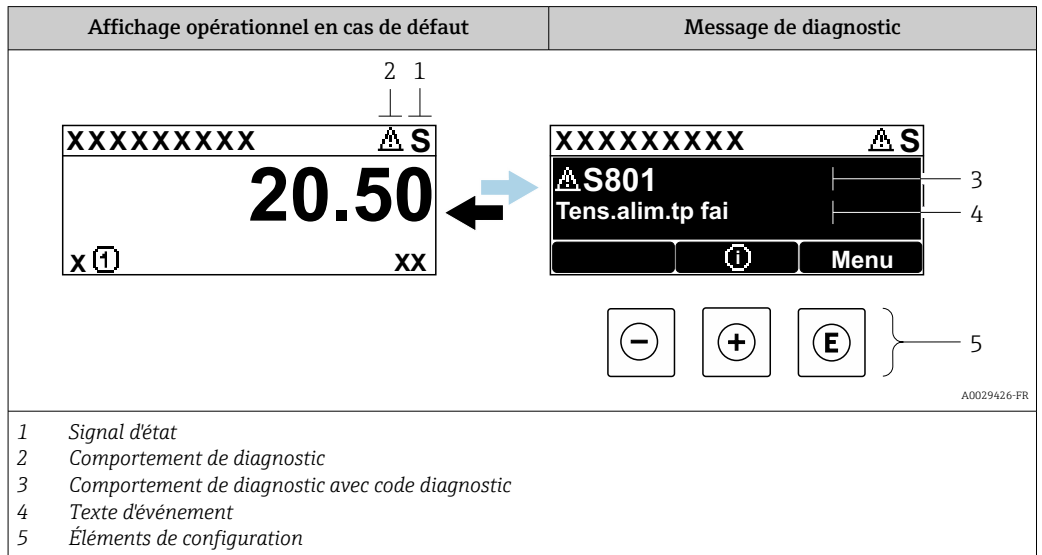 Affichage opérationnel en cas de défaut
Message de diagnostic
2 1
XXXXXXXXX S
20.50
x 1 xx
XXXXXXXXX S
S801
3
Tens.alim.tp fai
4
i Menu
- + E
5
A0029426-FR
1 Signal d'état
2 Comportement de diagnostic
3 Comportement de diagnostic avec code diagnostic
4 Texte d'événement
5 Éléments de configuration